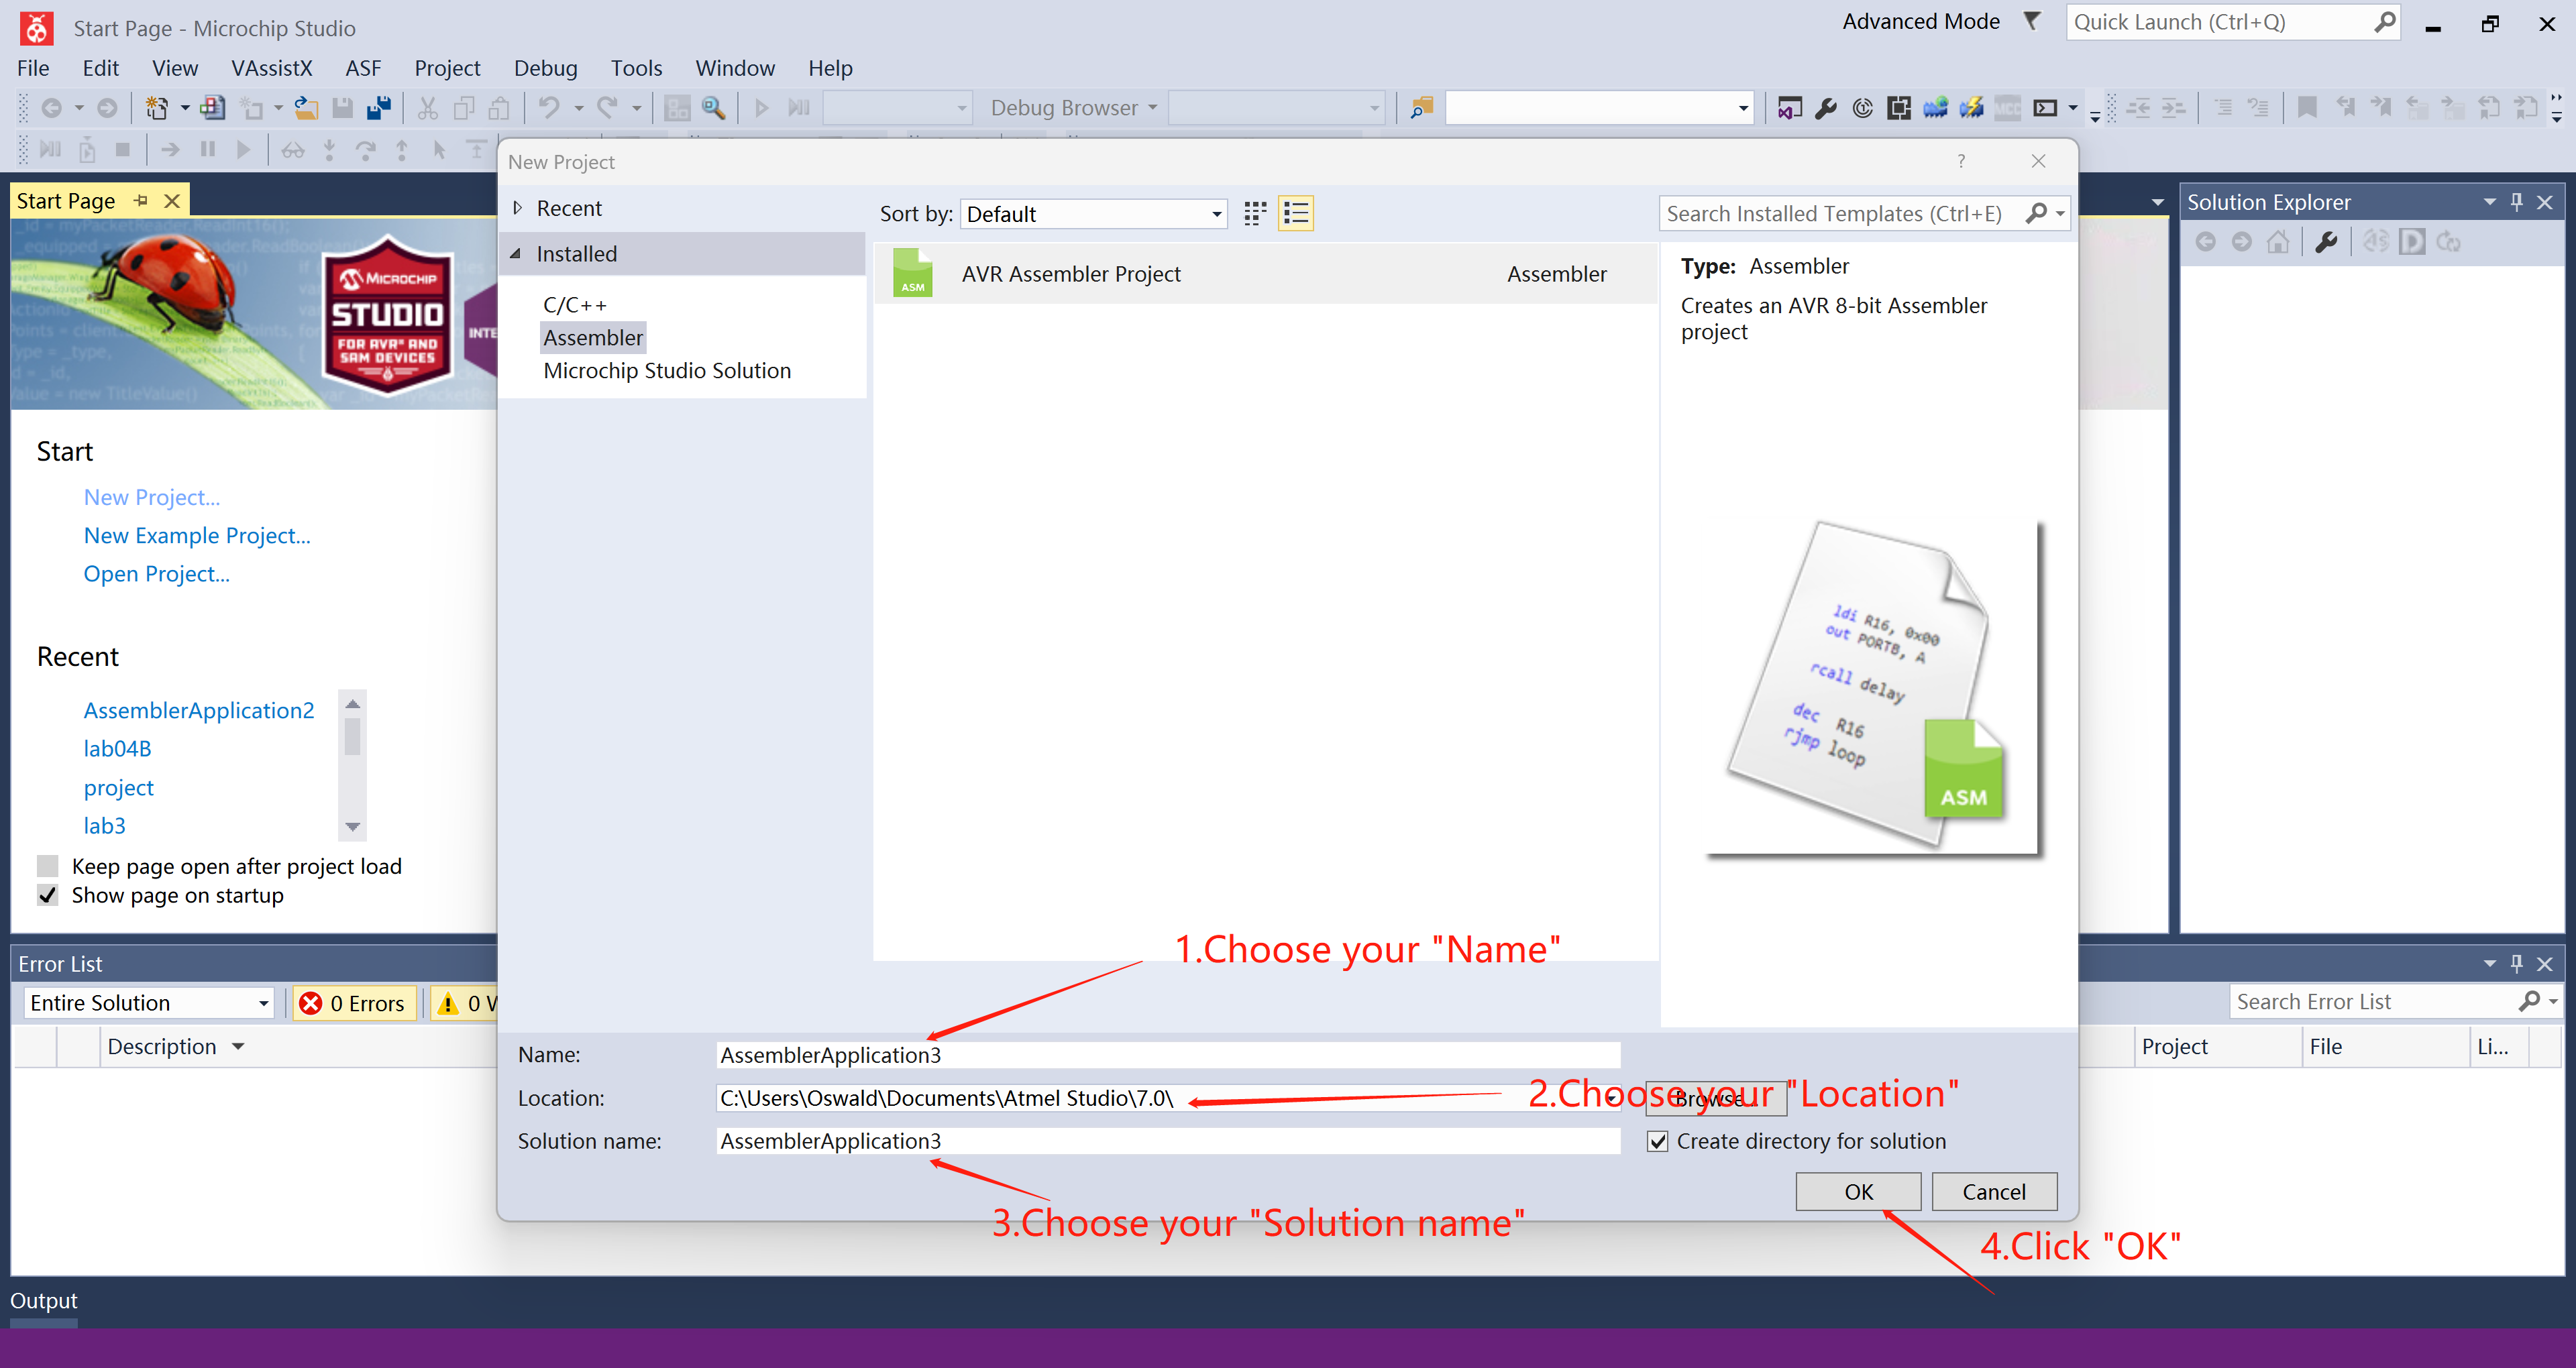 Start Page - Microchip Studio
Advanced Mode
Quick Launch (Ctrl+Q)
File Edit View VAssistX ASF Project Debug Tools Window Help
Debug Browser
Start Page
New Project
?
Recent
Installed
C/C++
Assembler
Microchip Studio Solution
Sort by: Default
Search Installed Templates (Ctrl+E)
ASM AVR Assembler Project Assembler
Type: Assembler
Creates an AVR 8-bit Assembler
project
ldi R16, 0x00
out PORTB, A
rcall delay
dec R16
rjmp loop
ASM
Solution Explorer
MICROCHIP
STUDIO
FOR AVR® AND
SAM DEVICES
INTE
Start
New Project...
New Example Project...
Open Project...
Recent
AssemblerApplication2
lab04B
project
lab3
Keep page open after project load
Show page on startup
Error List
Entire Solution
0 Errors
0 W
Search Error List
Description
Project
File
Li...
1.Choose your "Name"
Name: AssemblerApplication3
Location: C:\Users\Oswald\Documents\Atmel Studio\7.0\
2.Choose your "Location"
Browse...
Solution name: AssemblerApplication3
Create directory for solution
3.Choose your "Solution name"
OK
Cancel
4.Click "OK"
Output